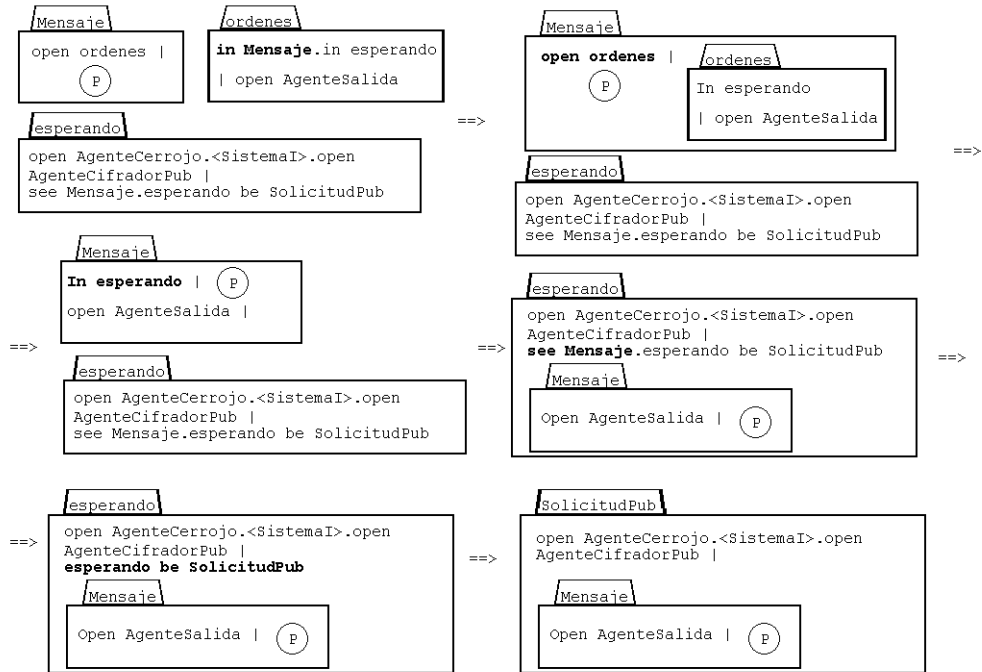 Mensaje
open ordenes |
P
ordenes
in Mensaje.in esperando
| open AgenteSalida
esperando
open AgenteCerrojo.<SistemaI>.open
AgenteCifradorPub |
see Mensaje.esperando be SolicitudPub
==>
Mensaje
open ordenes |
P
ordenes
In esperando
| open AgenteSalida
esperando
open AgenteCerrojo.<SistemaI>.open
AgenteCifradorPub |
see Mensaje.esperando be SolicitudPub
==>
==>
Mensaje
In esperando | P
open AgenteSalida |
esperando
open AgenteCerrojo.<SistemaI>.open
AgenteCifradorPub |
see Mensaje.esperando be SolicitudPub
==>
esperando
open AgenteCerrojo.<SistemaI>.open
AgenteCifradorPub |
see Mensaje.esperando be SolicitudPub
Mensaje
Open AgenteSalida | P
==>
==>
esperando
open AgenteCerrojo.<SistemaI>.open
AgenteCifradorPub |
esperando be SolicitudPub
Mensaje
Open AgenteSalida | P
==>
SolicitudPub
open AgenteCerrojo.<SistemaI>.open
AgenteCifradorPub |
Mensaje
Open AgenteSalida | P